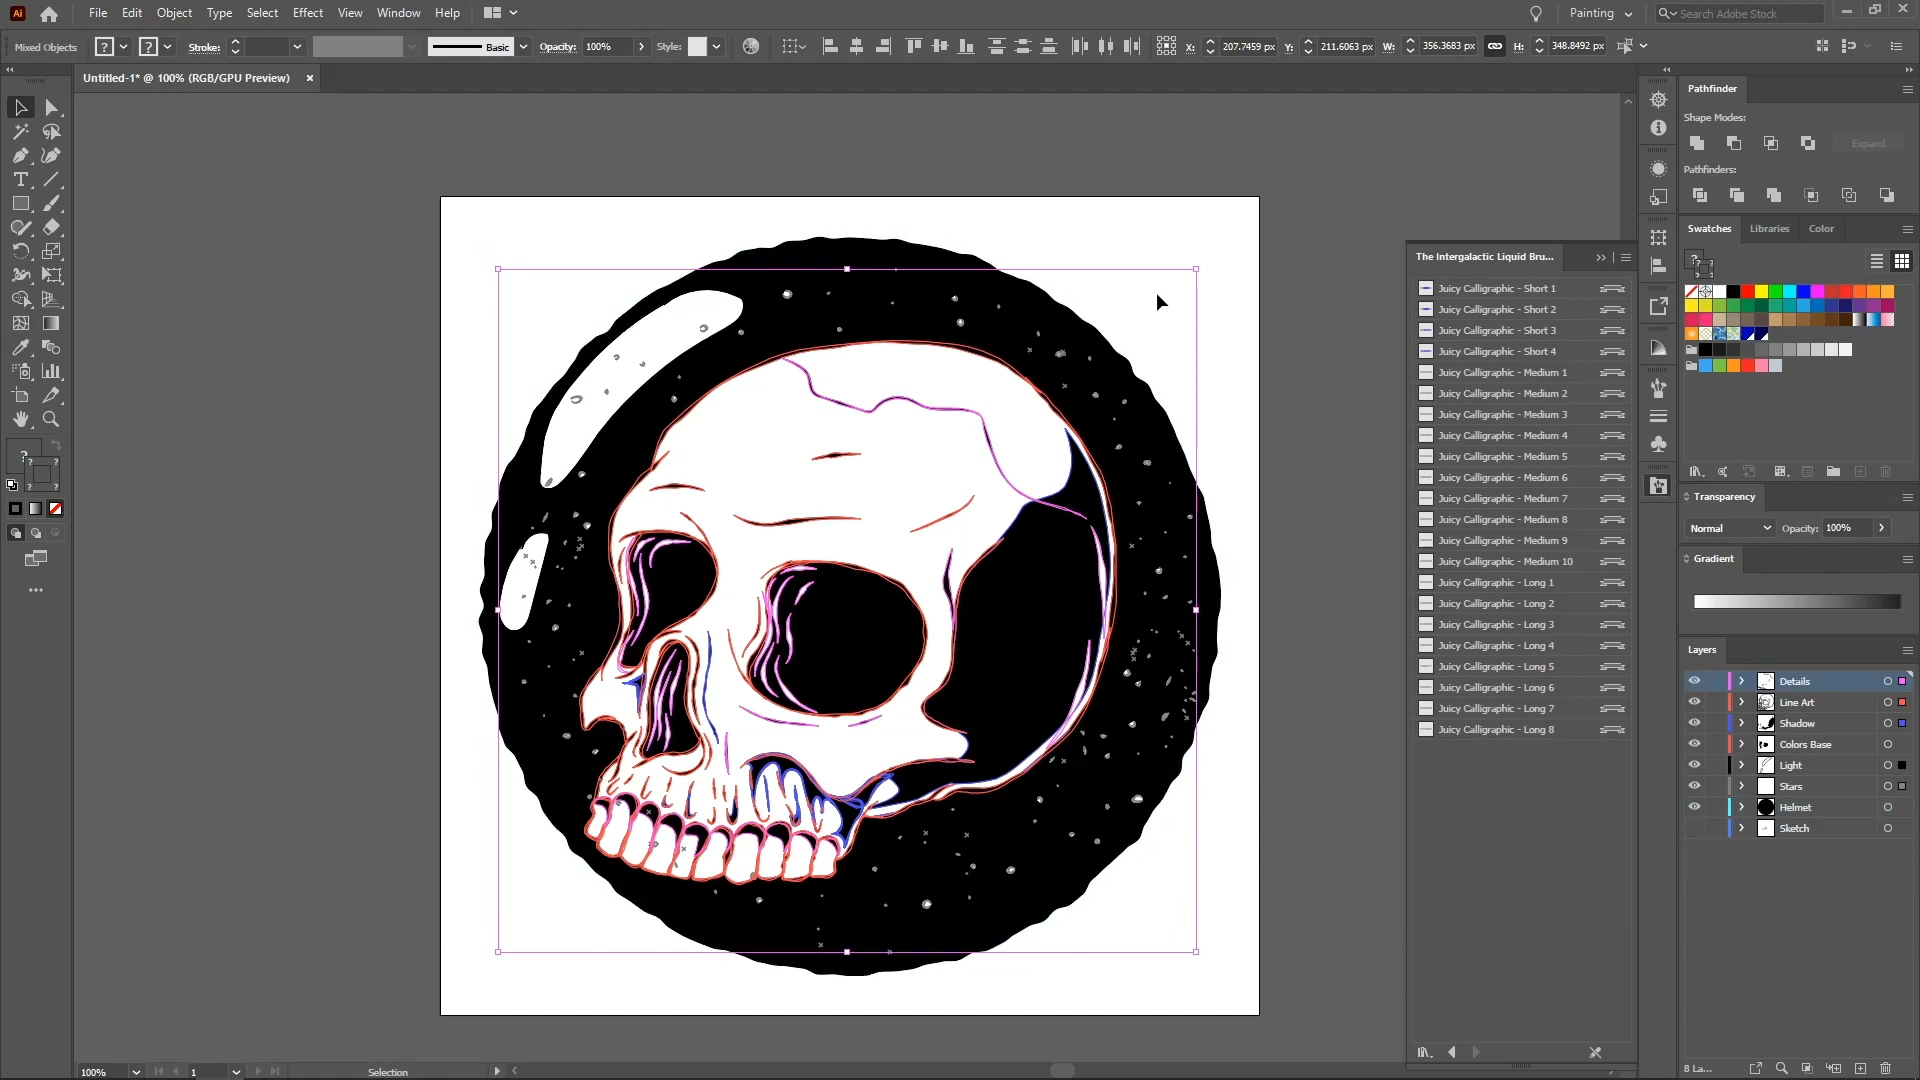 Ai File Edit Object Type Select Effect View Window Help Painting Search Adobe Stock
Mixed Objects ? ? Stroke: Basic Opacity: 100% Style: X: 207.7459 px Y: 211.6063 px W: 356.3683 px H: 348.8492 px
Untitled-1* @ 100% (RGB/GPU Preview) ×
Pathfinder
Shape Modes:
Expand
Pathfinders:
Swatches Libraries Color
The Intergalactic Liquid Bru...
Juicy Calligraphic - Short 1
Juicy Calligraphic - Short 2
Juicy Calligraphic - Short 3
Juicy Calligraphic - Short 4
Juicy Calligraphic - Medium 1
Juicy Calligraphic - Medium 2
Juicy Calligraphic - Medium 3
Juicy Calligraphic - Medium 4
Juicy Calligraphic - Medium 5
Juicy Calligraphic - Medium 6
Juicy Calligraphic - Medium 7
Juicy Calligraphic - Medium 8
Juicy Calligraphic - Medium 9
Juicy Calligraphic - Medium 10
Juicy Calligraphic - Long 1
Juicy Calligraphic - Long 2
Juicy Calligraphic - Long 3
Juicy Calligraphic - Long 4
Juicy Calligraphic - Long 5
Juicy Calligraphic - Long 6
Juicy Calligraphic - Long 7
Juicy Calligraphic - Long 8
Transparency
Normal Opacity: 100%
Gradient
Layers
Details
Line Art
Shadow
Colors Base
Light
Stars
Helmet
Sketch
8 La...
100% 1 Selection